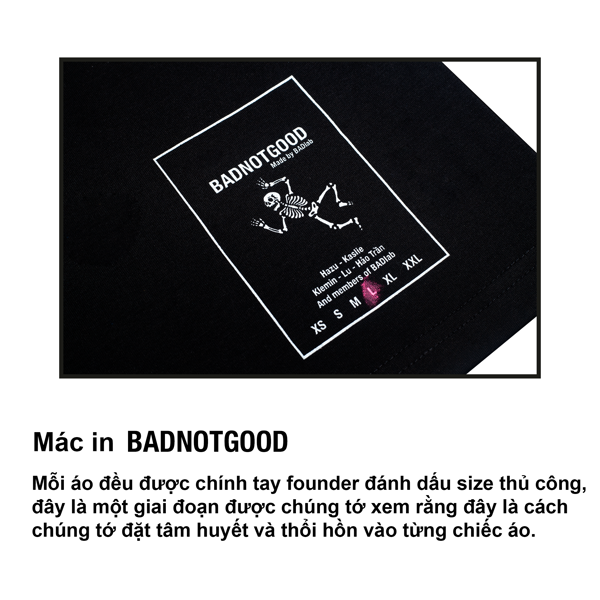 BADNOTGOOD
Made by BADlab
Hazu - Kaslie
Klemin - Lu - Hảo Trần
And members of BADlab
XS S M L XL XXL
Mác in BADNOTGOOD
Mỗi áo đều được chính tay founder đánh dấu size thủ công,
đây là một giai đoạn được chúng tớ xem rằng đây là cách
chúng tớ đặt tâm huyết và thổi hồn vào từng chiếc áo.